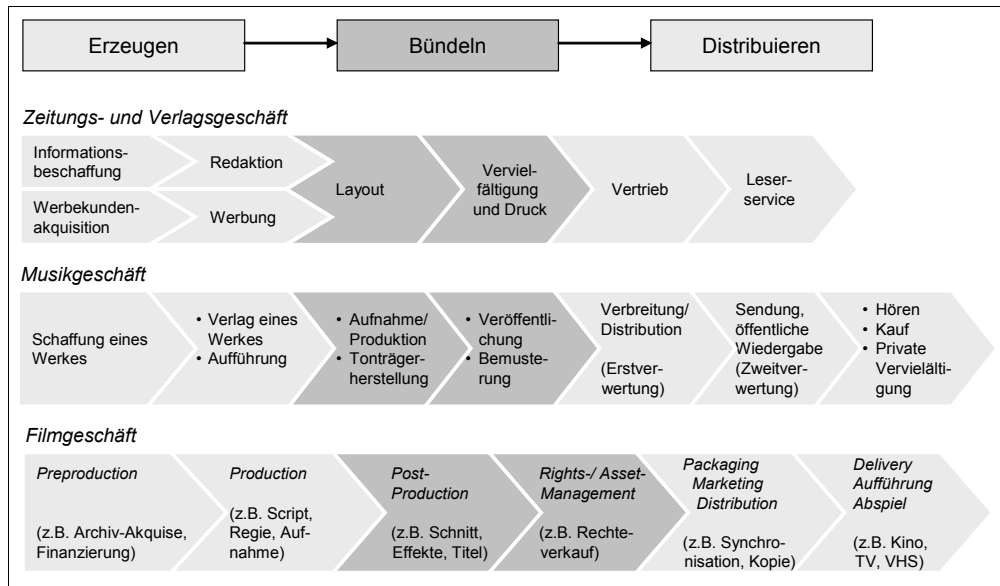 Erzeugen
Bündeln
Distribuieren
Zeitungs- und Verlagsgeschäft
Informations-
beschaffung
Redaktion
Werbekunden-
akquisition
Werbung
Layout
Verviel-
fältigung
und Druck
Vertrieb
Leser-
service
Musikgeschäft
Schaffung eines
Werkes
• Verlag eines
Werkes
• Aufführung
• Aufnahme/
Produktion
• Tonträger-
herstellung
• Veröffentli-
chung
• Bemuste-
rung
Verbreitung/
Distribution
(Erstver-
wertung)
Sendung,
öffentliche
Wiedergabe
(Zweitver-
wertung)
• Hören
• Kauf
• Private
Vervielälti-
gung
Filmgeschäft
Preproduction
(z.B. Archiv-Akquise,
Finanzierung)
Production
(z.B. Script,
Regie, Auf-
nahme)
Post-
Production
(z.B. Schnitt,
Effekte, Titel)
Rights-/ Asset-
Management
(z.B. Rechte-
verkauf)
Packaging
Marketing
Distribution
(z.B. Synchro-
nisation, Kopie)
Delivery
Aufführung
Abspiel
(z.B. Kino,
TV, VHS)